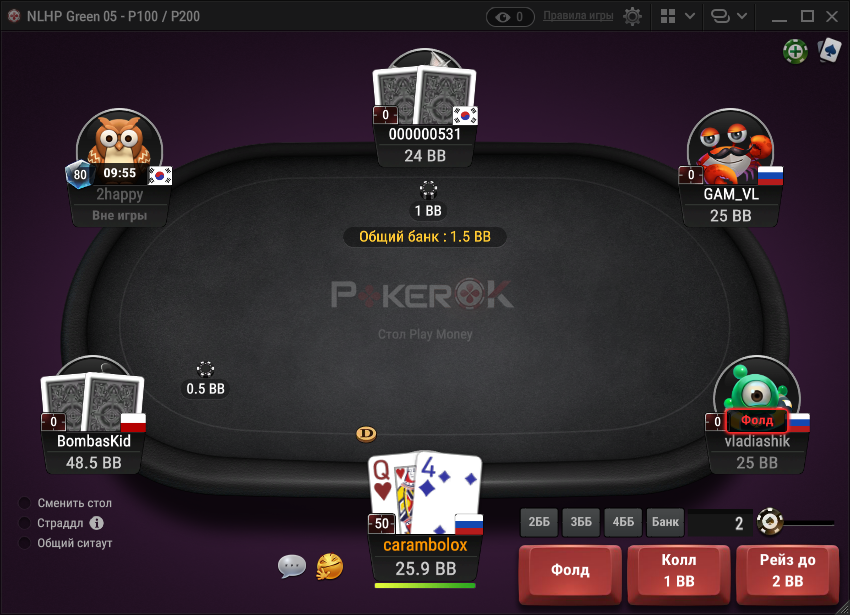 NLHP Green 05 - P100 / P200
0
Правила игры
0
000000531
24 BB
80
09:55
2happy
Вне игры
0
GAM_VL
25 BB
1 BB
Общий банк : 1.5 BB
POKEROK
Стол Play Money
0.5 BB
0
BombasKid
48.5 BB
D
0
Фолд
vladiashik
25 BB
Q
4
50
carambolox
25.9 BB
Сменить стол
Страддл i
Общий ситаут
2ББ
3ББ
4ББ
Банк
2
Фолд
Колл
1 BB
Рейз до
2 BB